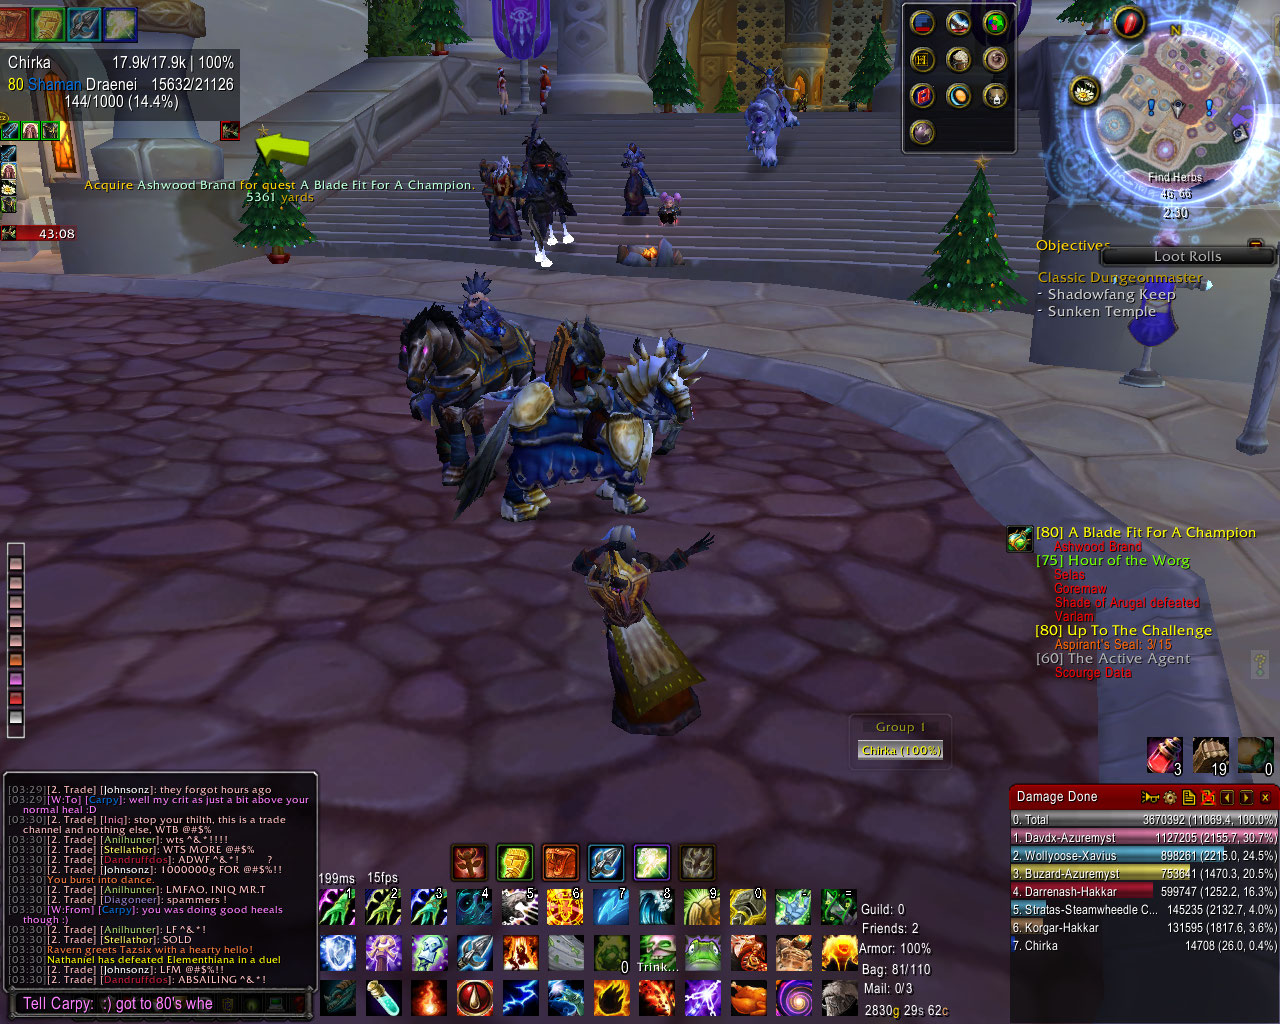 Chirka 17.9k/17.9k | 100%
80 Shaman Draenei 15632/21126
144/1000 (14.4%)
43:08
Acquire Ashwood Brand for quest A Blade Fit For A Champion.
5361 yards
N
Find Herbs
46, 66
2:30
Objectives
Loot Rolls
Classic Dungeonmaster
- Shadowfang Keep
- Sunken Temple
[80] A Blade Fit For A Champion
Ashwood Brand
[75] Hour of the Worg
Selas
Goremaw
Shade of Arugal defeated
Varlam
[80] Up To The Challenge
Aspirant's Seal: 3/15
[60] The Active Agent
Scourge Data
Group 1
Chirka (100%)
3 19 0
Damage Done
0. Total 3670392 (11069.4, 100.0%)
1. Davdx-Azuremyst 1127205 (2155.7, 30.7%)
2. Wollyoose-Xavius 898261 (2215.0, 24.5%)
3. Buzard-Azuremyst 753641 (1470.3, 20.5%)
4. Darrenash-Hakkar 599747 (1252.2, 16.3%)
5. Stratas-Steamwheedle C... 145235 (2132.7, 4.0%)
6. Korgar-Hakkar 131595 (1817.6, 3.6%)
7. Chirka 14708 (26.0, 0.4%)
[03:29][2. Trade] [Johnsonz]: they forgot hours ago
[03:29][W:To] [Carpy]: well my crit as just a bit above your
normal heal :D
[03:30][2. Trade] [Iniq]: stop your thilth, this is a trade
channel and nothing else, WTB @#$%
[03:30][2. Trade] [Anilhunter]: wts ^&*!!!!
[03:30][2. Trade] [Stellathor]: WTS MORE @#$%
[03:30][2. Trade] [Dandruffdos]: ADWF ^&*! ?
[03:30][2. Trade] [Johnsonz]: 1000000g FOR @#$%!!
[03:30]You burst into dance.
[03:30][2. Trade] [Anilhunter]: LMFAO, INIQ MR.T
[03:30][2. Trade] [Diagoneer]: spammers !
[03:30][W:From] [Carpy]: you was doing good heeals
though :)
[03:30][2. Trade] [Anilhunter]: LF ^&*!
[03:30][2. Trade] [Stellathor]: SOLD
[03:30]Ravern greets Tazsix with a hearty hello!
[03:30]Nathaniel has defeated Elementhiana in a duel
[03:30][2. Trade] [Johnsonz]: LFM @#$%!!
[03:30][2. Trade] [Dandruffdos]: ABSAILING ^&*!
Tell Carpy: :) got to 80's whe
199ms 15fps
1 2 3 4 5 6 7 8 9 0 - =
0 Trink...
Guild: 0
Friends: 2
Armor: 100%
Bag: 81/110
Mail: 0/3
2830g 29s 62c